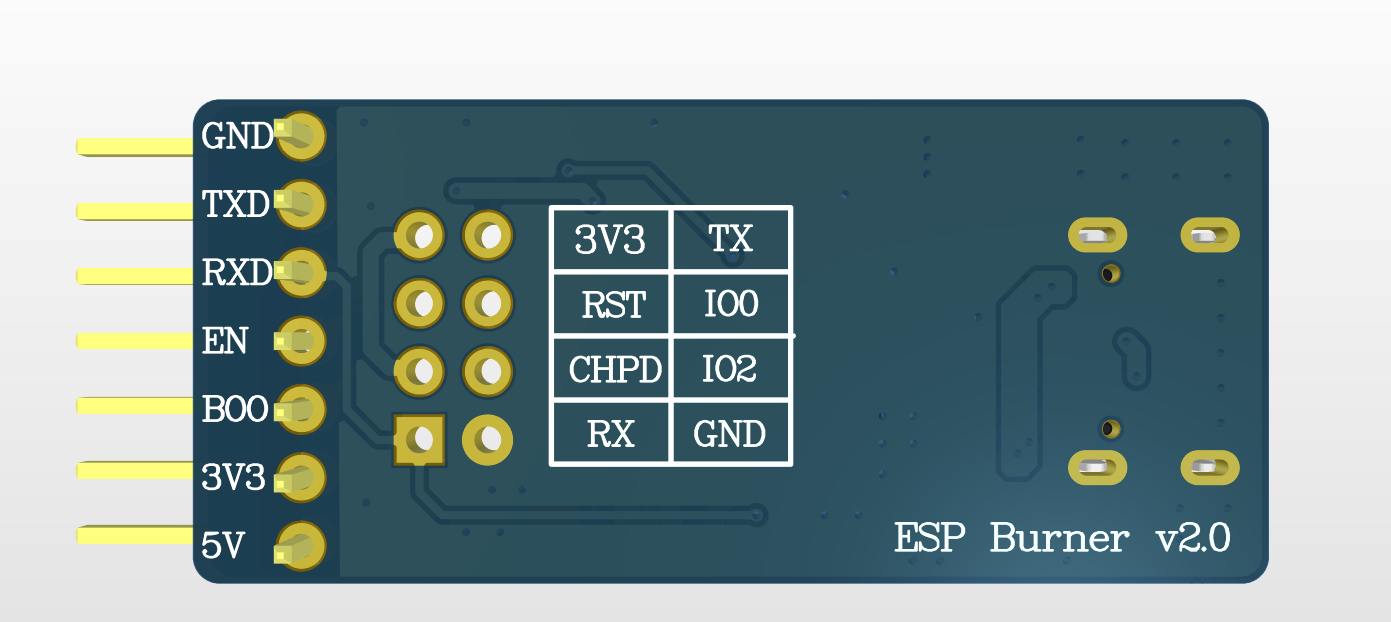 GND
TXD
RXD
EN
BOO
3V3
5V
3V3 TX
RST IO0
CHPD IO2
RX GND
ESP Burner v2.0